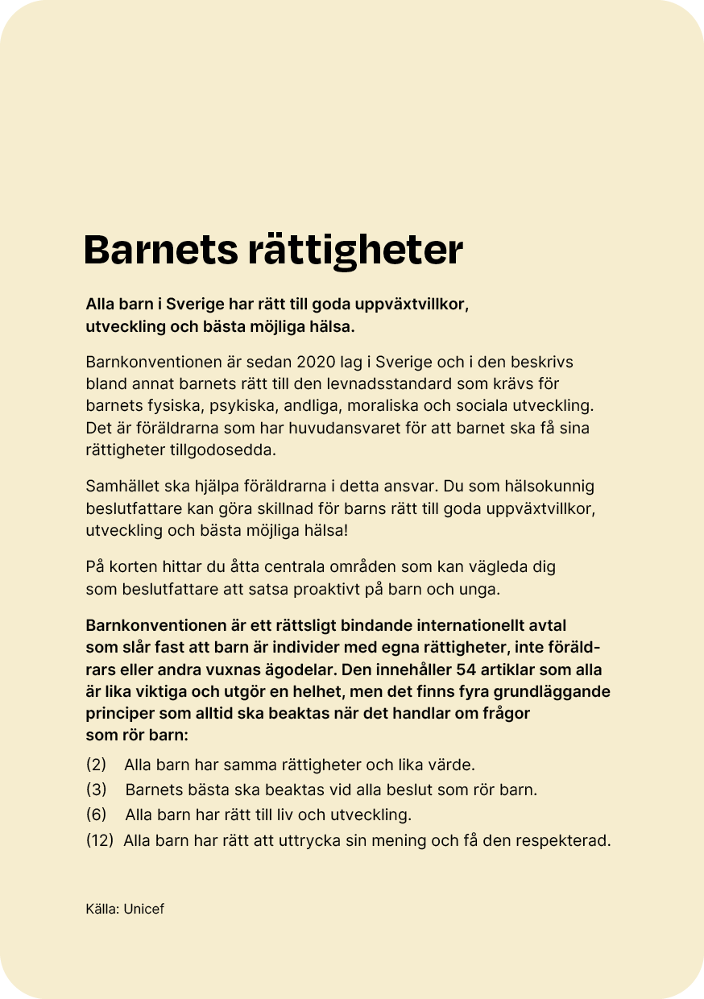 Barnets rättigheter
Alla barn i Sverige har rätt till goda uppväxtvillkor,
utveckling och bästa möjliga hälsa.
Barnkonventionen är sedan 2020 lag i Sverige och i den beskrivs
bland annat barnets rätt till den levnadsstandard som krävs för
barnets fysiska, psykiska, andliga, moraliska och sociala utveckling.
Det är föräldrarna som har huvudansvaret för att barnet ska få sina
rättigheter tillgodosedda.
Samhället ska hjälpa föräldrarna i detta ansvar. Du som hälsokunnig
beslutfattare kan göra skillnad för barns rätt till goda uppväxtvillkor,
utveckling och bästa möjliga hälsa!
På korten hittar du åtta centrala områden som kan vägleda dig
som beslutfattare att satsa proaktivt på barn och unga.
Barnkonventionen är ett rättsligt bindande internationellt avtal
som slår fast att barn är individer med egna rättigheter, inte föräld-
rars eller andra vuxnas ägodelar. Den innehåller 54 artiklar som alla
är lika viktiga och utgör en helhet, men det finns fyra grundläggande
principer som alltid ska beaktas när det handlar om frågor
som rör barn:
(2) Alla barn har samma rättigheter och lika värde.
(3) Barnets bästa ska beaktas vid alla beslut som rör barn.
(6) Alla barn har rätt till liv och utveckling.
(12) Alla barn har rätt att uttrycka sin mening och få den respekterad.
Källa: Unicef